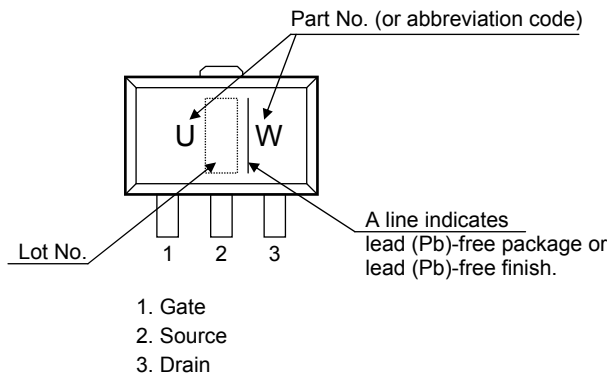 Part No. (or abbreviation code)
U W
Lot No.
1 2 3
A line indicates
lead (Pb)-free package or
lead (Pb)-free finish.
1. Gate
2. Source
3. Drain